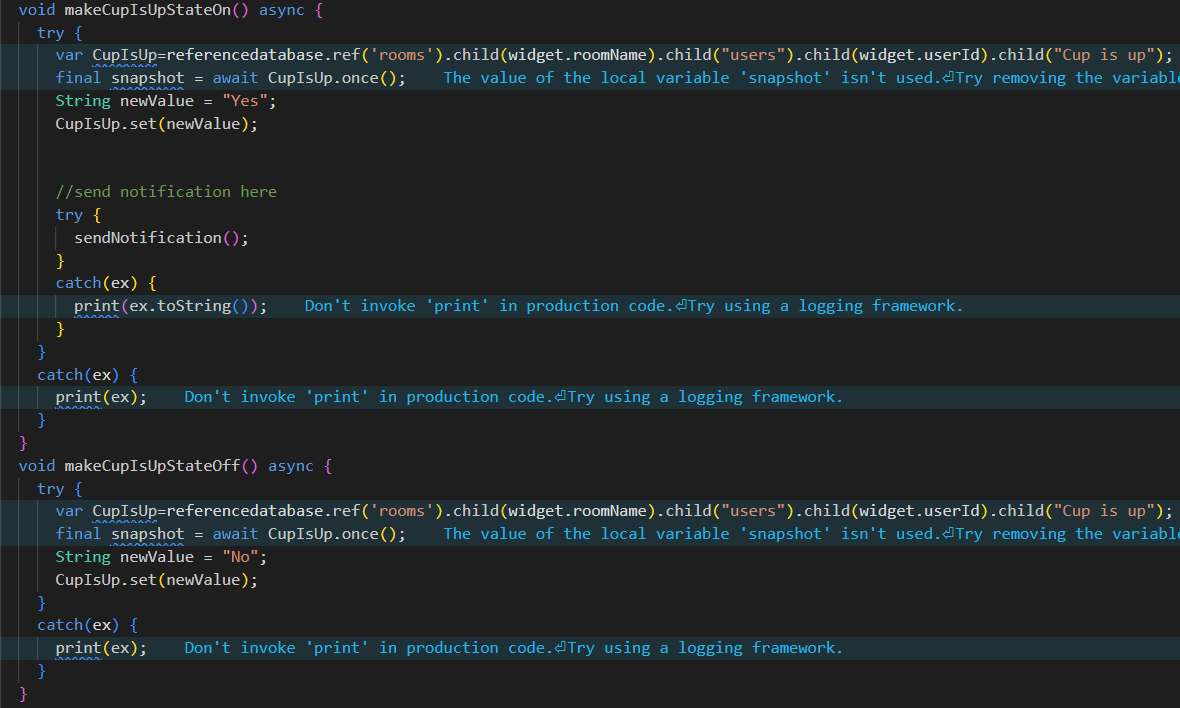 void makeCupIsUpStateOn() async {
try {
var CupIsUp=referencedatabase.ref('rooms').child(widget.roomName).child("users").child(widget.userId).child("Cup is up");
final snapshot = await CupIsUp.once(); The value of the local variable 'snapshot' isn't used.⏎Try removing the variable
String newValue = "Yes";
CupIsUp.set(newValue);
//send notification here
try {
sendNotification();
}
catch(ex) {
print(ex.toString()); Don't invoke 'print' in production code.⏎Try using a logging framework.
}
}
catch(ex) {
print(ex); Don't invoke 'print' in production code.⏎Try using a logging framework.
}
}
void makeCupIsUpStateOff() async {
try {
var CupIsUp=referencedatabase.ref('rooms').child(widget.roomName).child("users").child(widget.userId).child("Cup is up");
final snapshot = await CupIsUp.once(); The value of the local variable 'snapshot' isn't used.⏎Try removing the variable
String newValue = "No";
CupIsUp.set(newValue);
}
catch(ex) {
print(ex); Don't invoke 'print' in production code.⏎Try using a logging framework.
}
}